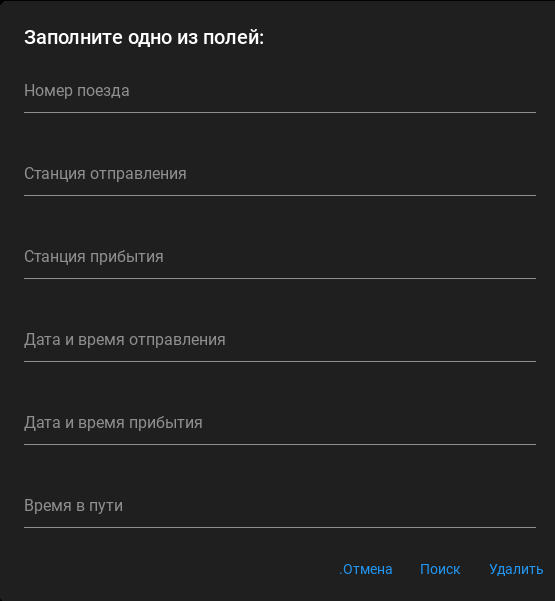 Заполните одно из полей:
Номер поезда
Станция отправления
Станция прибытия
Дата и время отправления
Дата и время прибытия
Время в пути
.Отмена Поиск Удалить